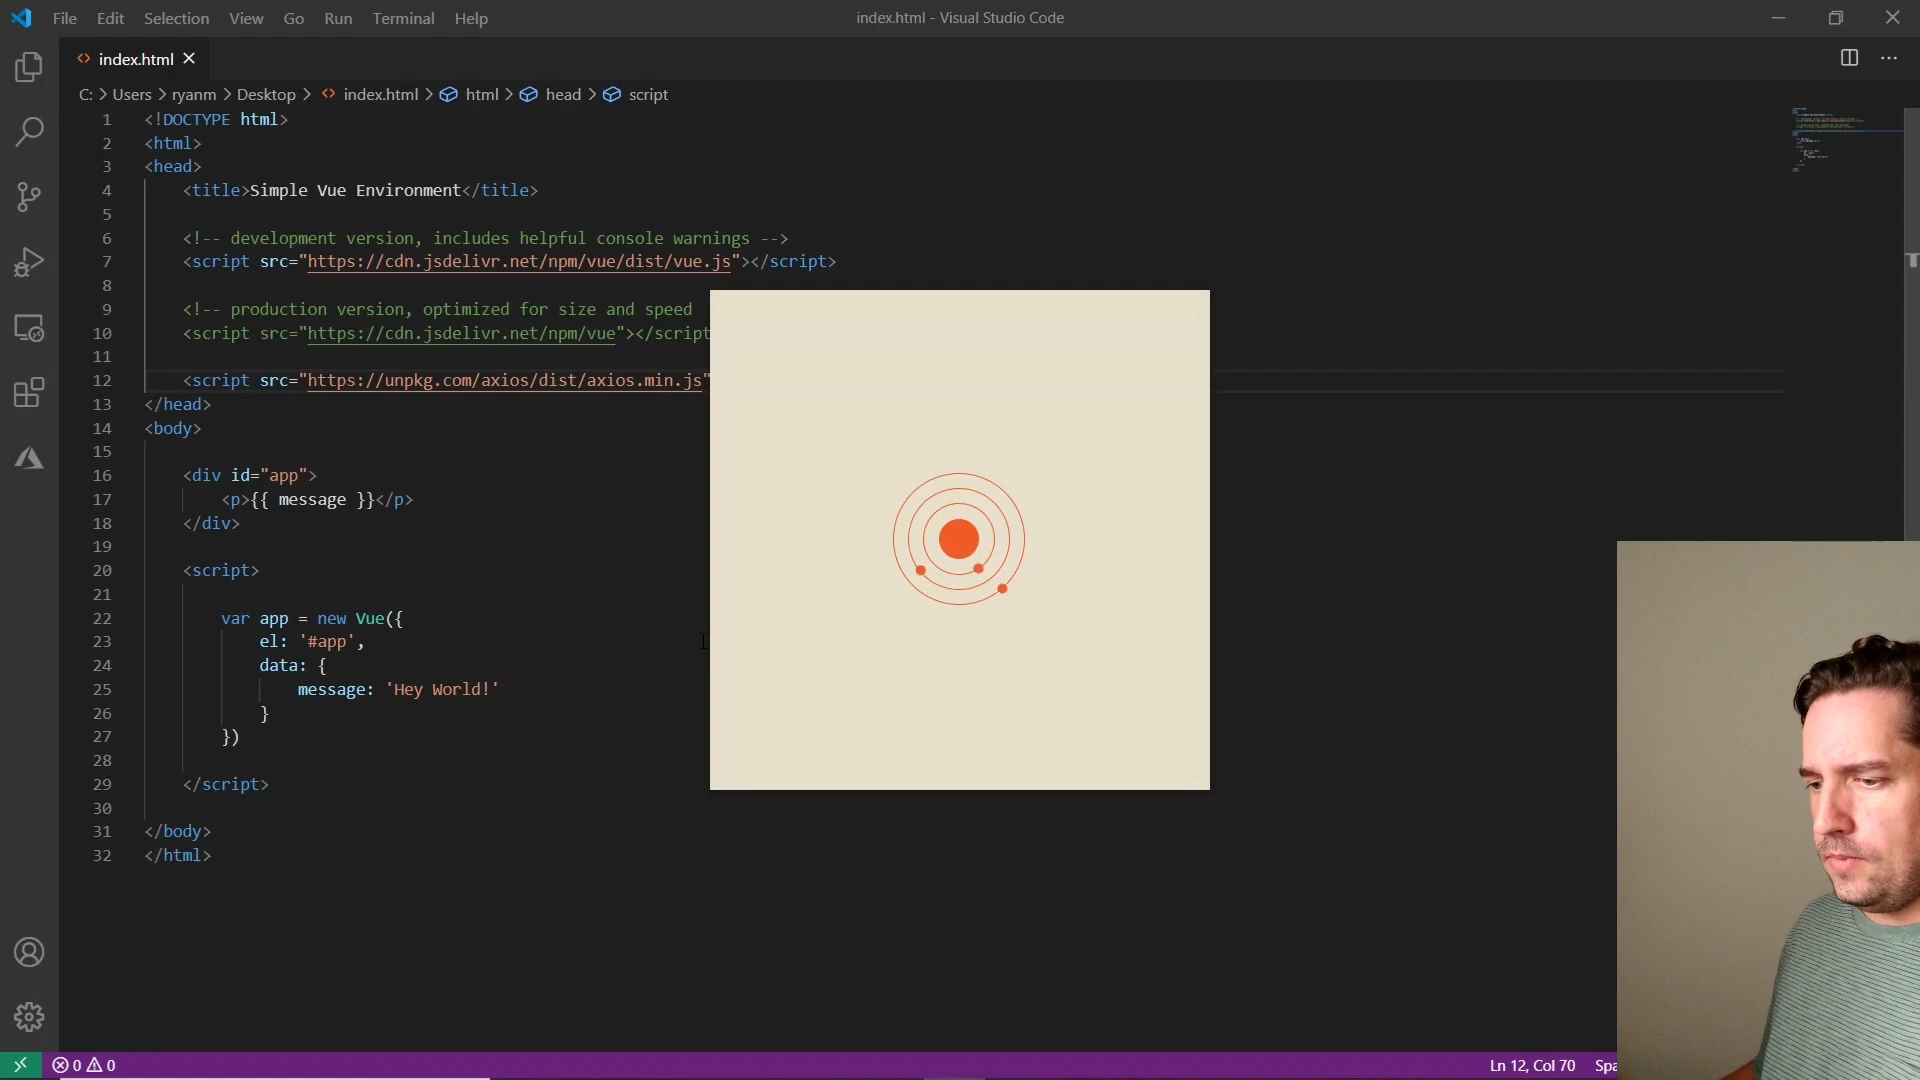 File Edit Selection View Go Run Terminal Help
index.html - Visual Studio Code
index.html
C: > Users > ryanm > Desktop > index.html > html > head > script
1 <!DOCTYPE html>
2 <html>
3 <head>
4 <title>Simple Vue Environment</title>
5
6 <!-- development version, includes helpful console warnings -->
7 <script src="https://cdn.jsdelivr.net/npm/vue/dist/vue.js"></script>
8
9 <!-- production version, optimized for size and speed
10 <script src="https://cdn.jsdelivr.net/npm/vue"></script
11
12 <script src="https://unpkg.com/axios/dist/axios.min.js"
13 </head>
14 <body>
15
16 <div id="app">
17 <p>{{ message }}</p>
18 </div>
19
20 <script>
21
22 var app = new Vue({
23 el: '#app',
24 data: {
25 message: 'Hey World!'
26 }
27 })
28
29 </script>
30
31 </body>
32 </html>
0 0
Ln 12, Col 70 Spa